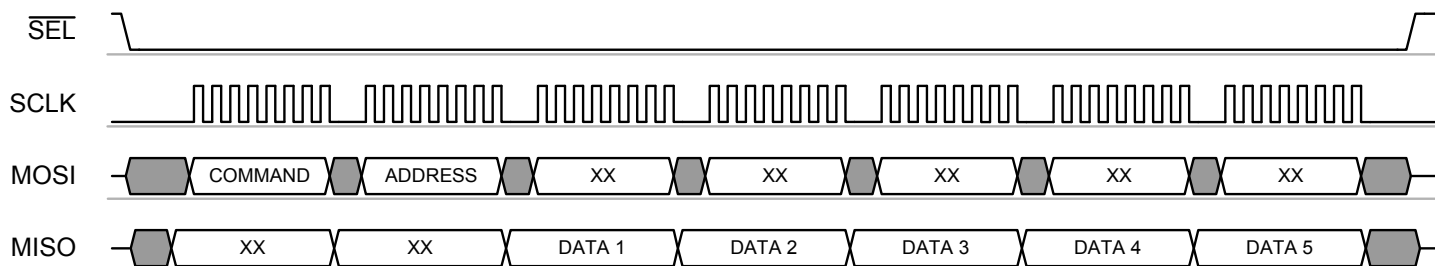 SEL
SCLK
MOSI COMMAND ADDRESS XX XX XX XX XX
MISO XX XX DATA 1 DATA 2 DATA 3 DATA 4 DATA 5